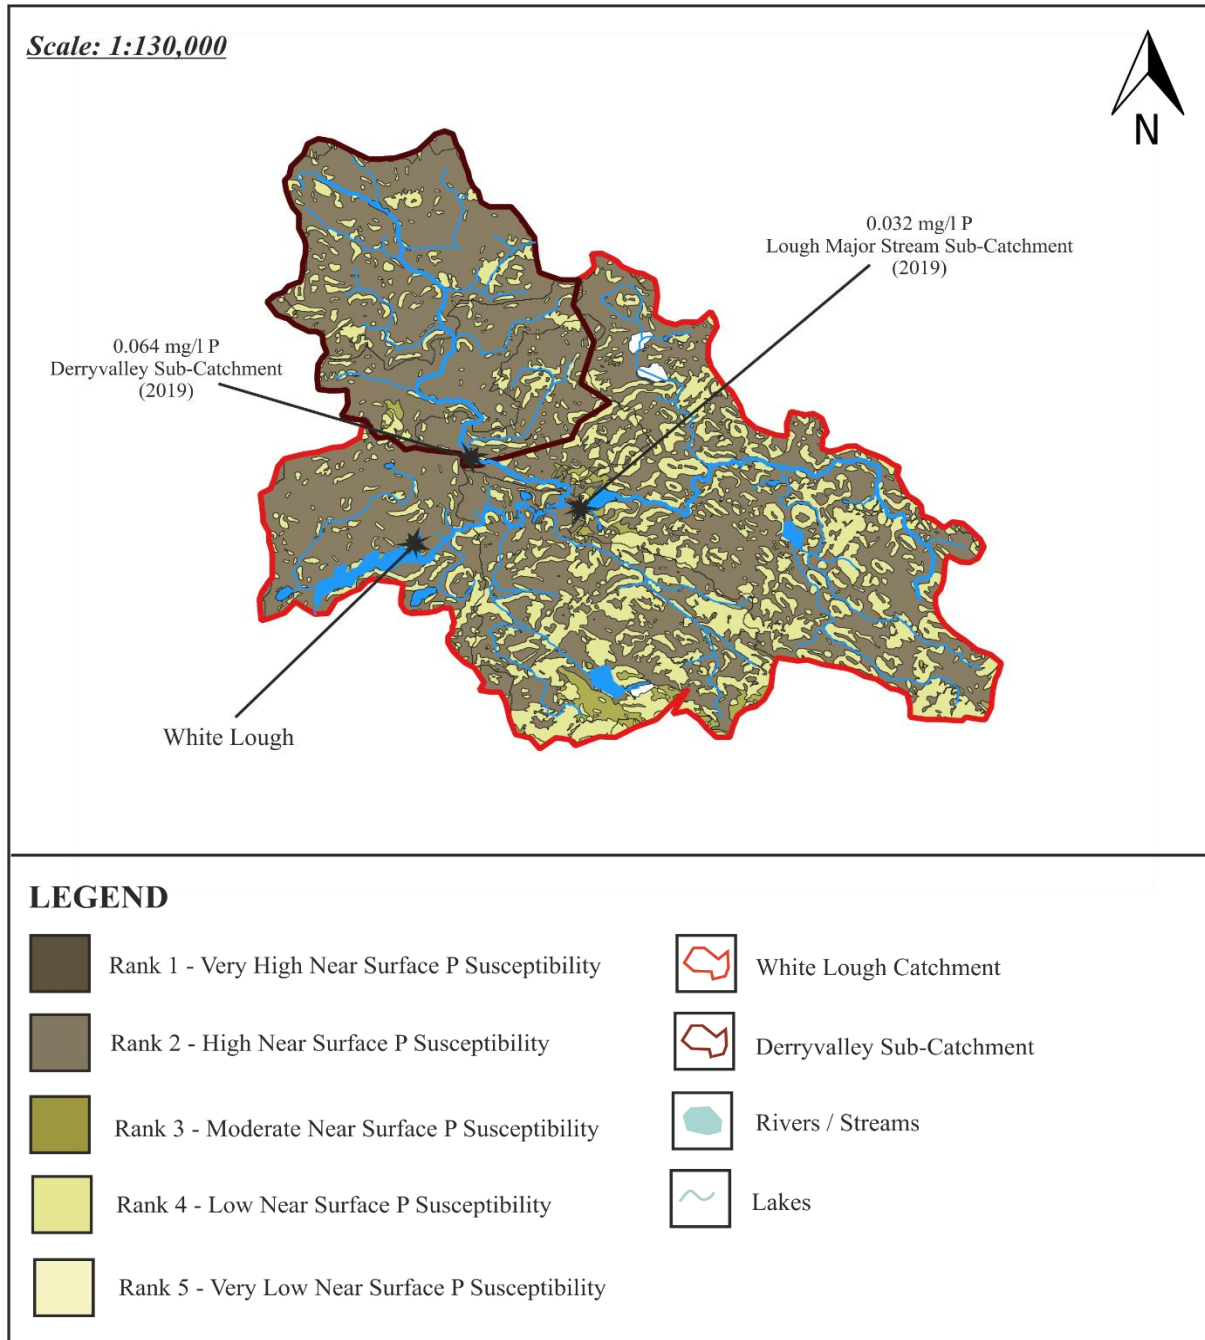 Scale: 1:130,000
N
0.032 mg/l P
Lough Major Stream Sub-Catchment
(2019)
0.064 mg/l P
Derryvalley Sub-Catchment
(2019)
White Lough
LEGEND
Rank 1 - Very High Near Surface P Susceptibility
Rank 2 - High Near Surface P Susceptibility
Rank 3 - Moderate Near Surface P Susceptibility
Rank 4 - Low Near Surface P Susceptibility
Rank 5 - Very Low Near Surface P Susceptibility
White Lough Catchment
Derryvalley Sub-Catchment
Rivers / Streams
Lakes